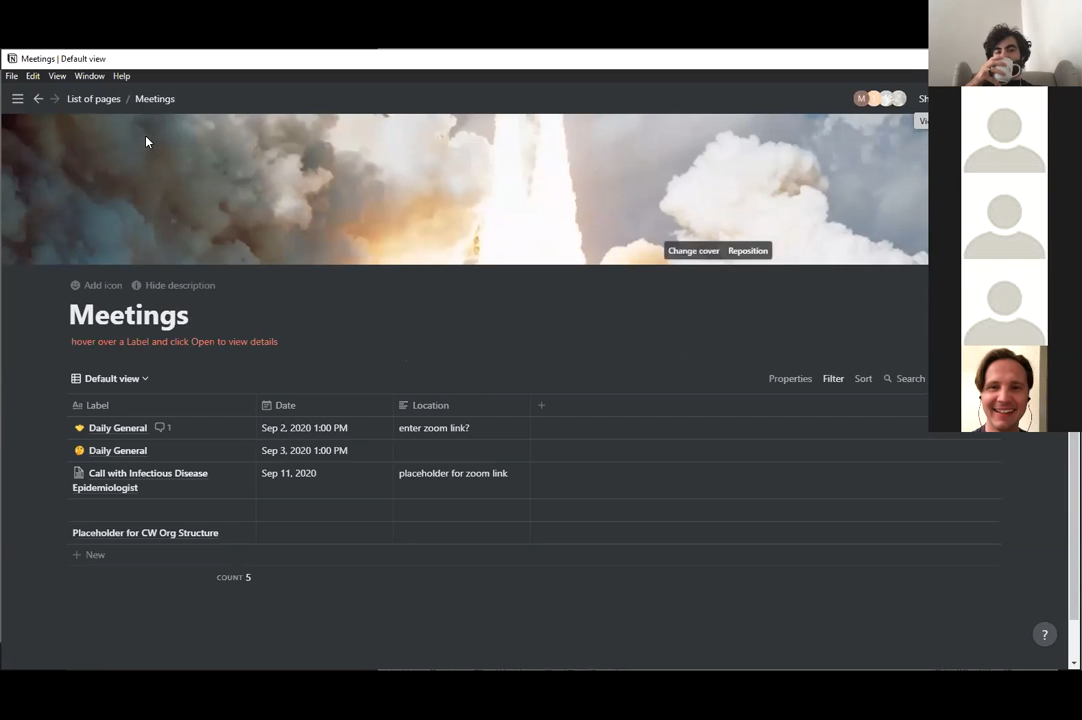 Meetings | Default view
File Edit View Window Help
List of pages / Meetings
M
Sh
Vi
Change cover Reposition
Add icon Hide description
Meetings
hover over a Label and click Open to view details
Default view Properties Filter Sort Search
Aa Label Date Location +
Daily General 1 Sep 2, 2020 1:00 PM enter zoom link?
Daily General Sep 3, 2020 1:00 PM
Call with Infectious Disease Sep 11, 2020 placeholder for zoom link
Epidemiologist
Placeholder for CW Org Structure
+ New
COUNT 5
?